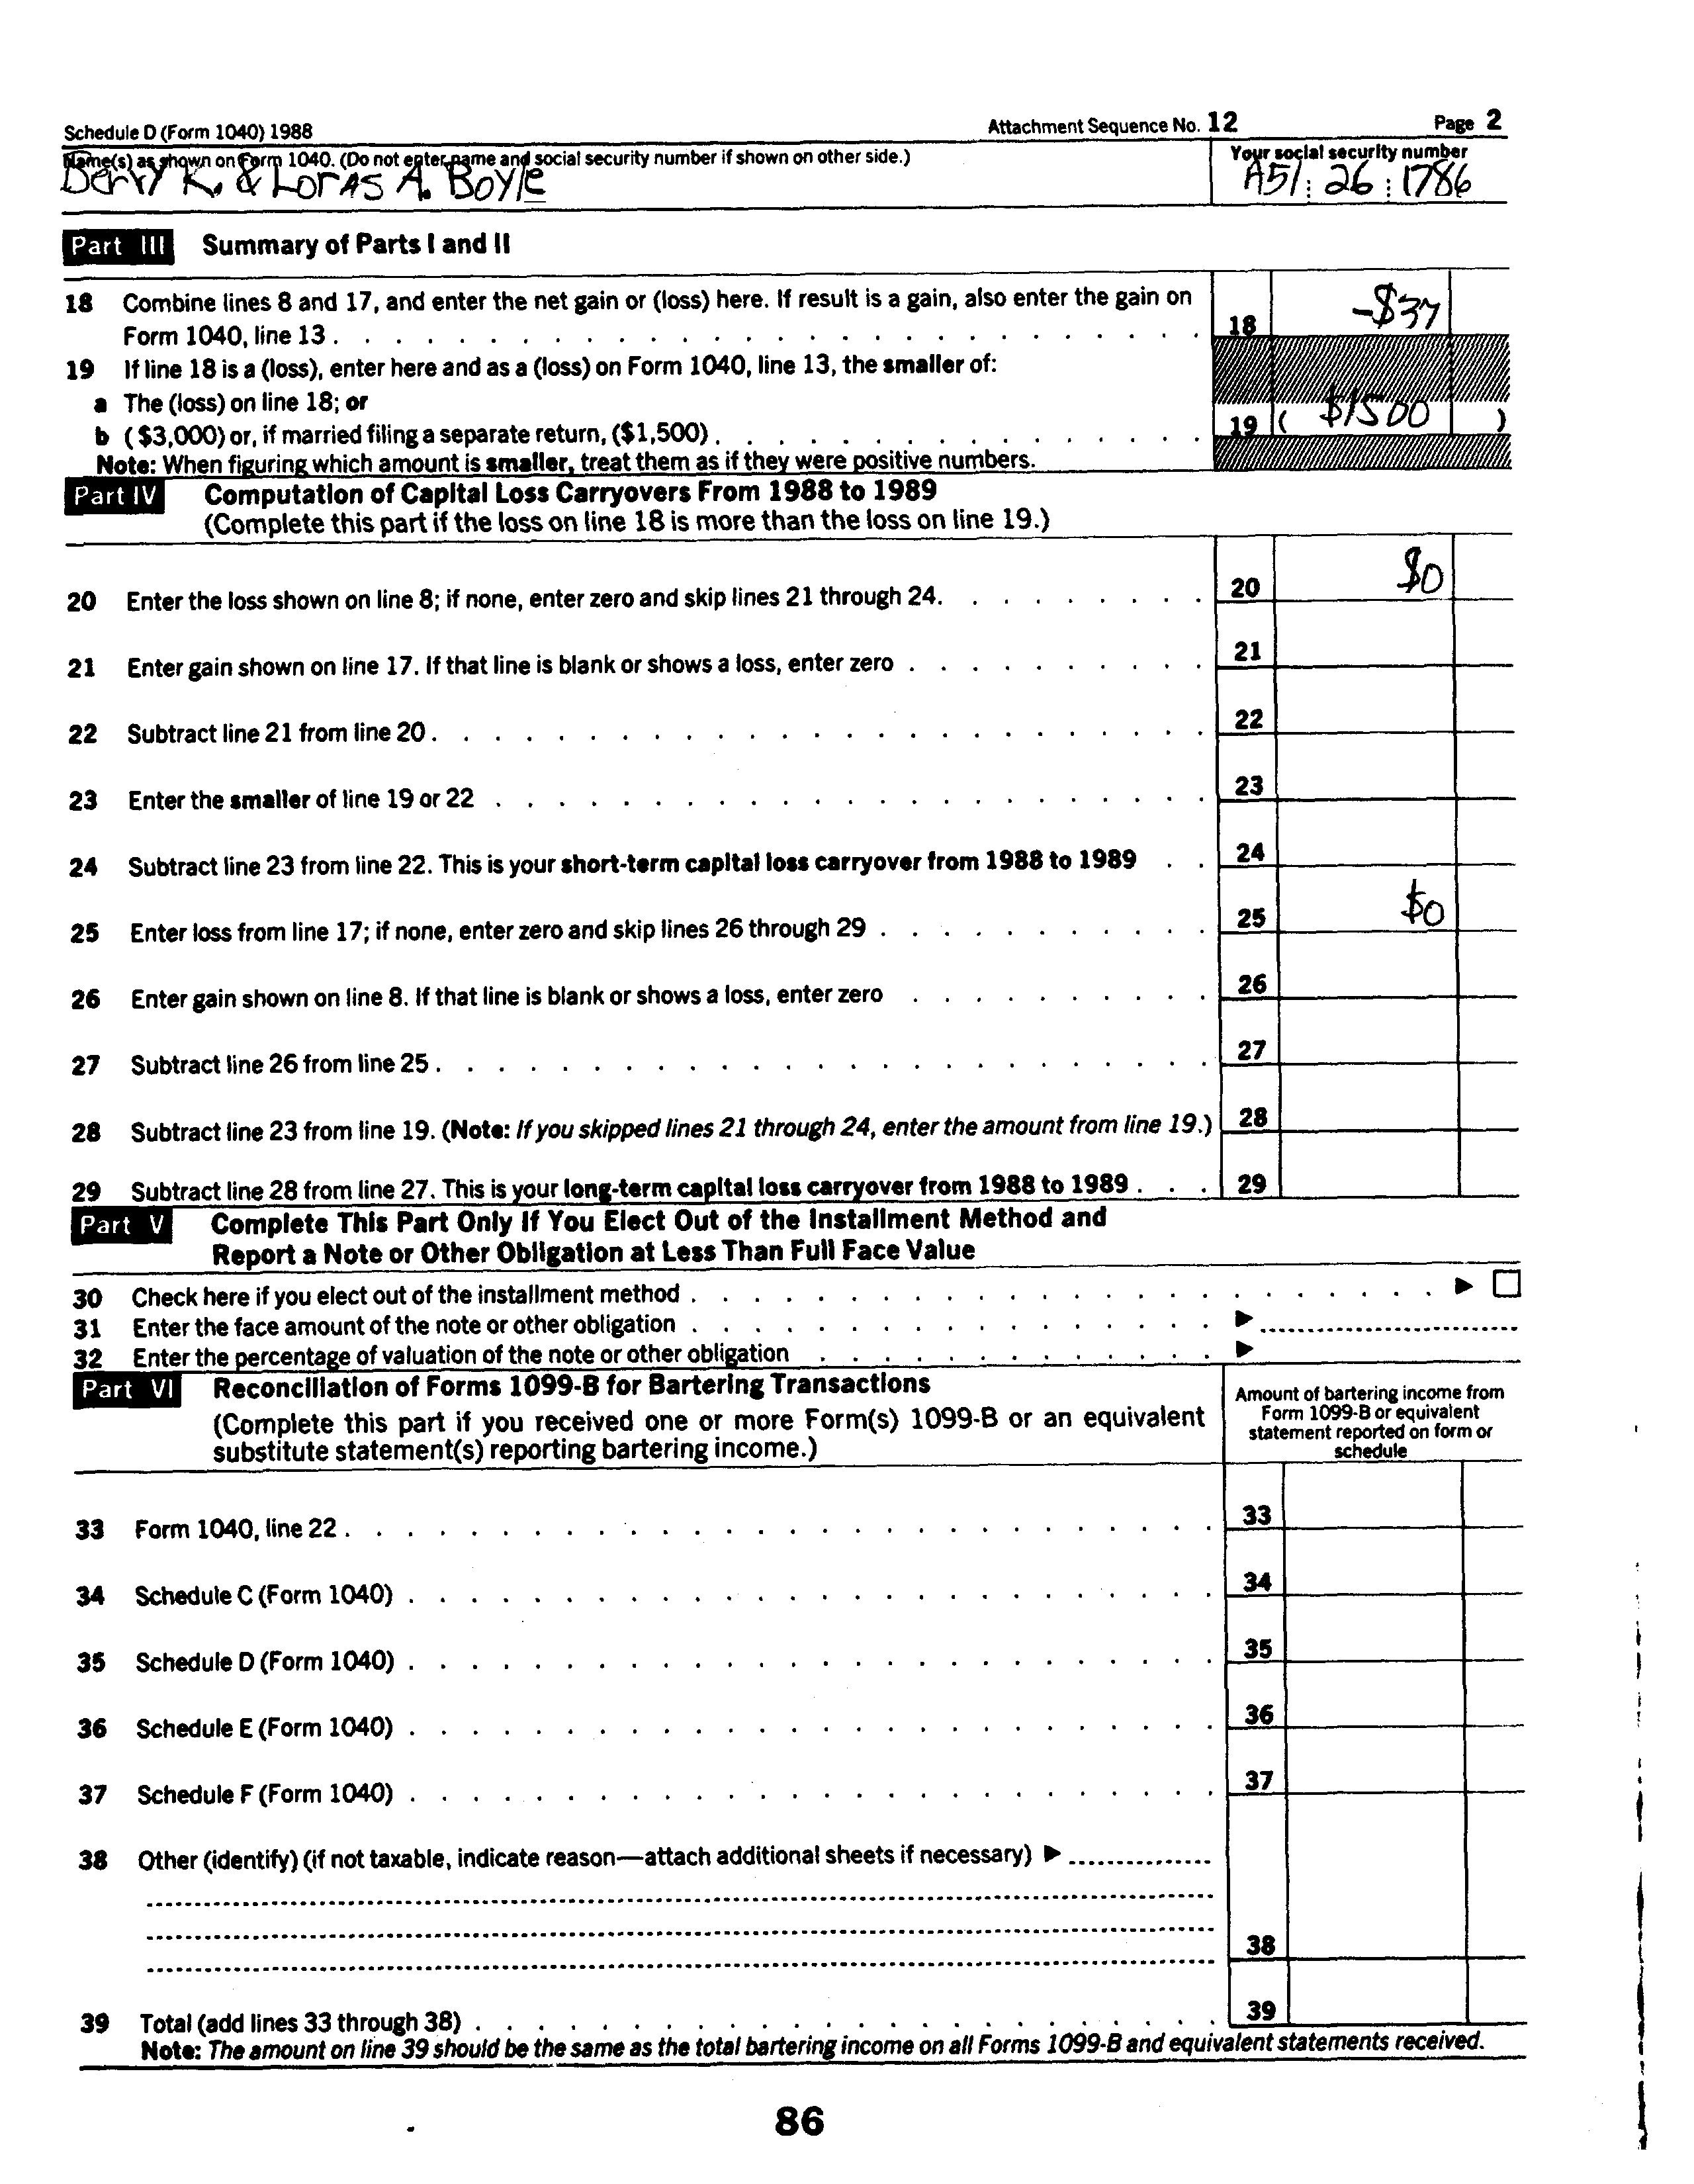 Schedule D (Form 1040) 1988 Attachment Sequence No. 12 Page 2
Name(s) as shown on Form 1040. (Do not enter name and social security number if shown on other side.) Your social security number
Derry K. & Loras A. Boyle A51 26 1786
Part III Summary of Parts I and II
18 Combine lines 8 and 17, and enter the net gain or (loss) here. If result is a gain, also enter the gain on
Form 1040, line 13 . . . 18 -$37
19 If line 18 is a (loss), enter here and as a (loss) on Form 1040, line 13, the smaller of:
a The (loss) on line 18; or
b ($3,000) or, if married filing a separate return, ($1,500) . . . 19 ( $1500 )
Note: When figuring which amount is smaller, treat them as if they were positive numbers.
Part IV Computation of Capital Loss Carryovers From 1988 to 1989
(Complete this part if the loss on line 18 is more than the loss on line 19.)
20 Enter the loss shown on line 8; if none, enter zero and skip lines 21 through 24. . . . 20 $0
21 Enter gain shown on line 17. If that line is blank or shows a loss, enter zero . . . 21
22 Subtract line 21 from line 20 . . . 22
23 Enter the smaller of line 19 or 22 . . . 23
24 Subtract line 23 from line 22. This is your short-term capital loss carryover from 1988 to 1989 . . 24
25 Enter loss from line 17; if none, enter zero and skip lines 26 through 29 . . . 25 $0
26 Enter gain shown on line 8. If that line is blank or shows a loss, enter zero . . . 26
27 Subtract line 26 from line 25 . . . 27
28 Subtract line 23 from line 19. (Note: If you skipped lines 21 through 24, enter the amount from line 19.) 28
29 Subtract line 28 from line 27. This is your long-term capital loss carryover from 1988 to 1989 . . . 29
Part V Complete This Part Only If You Elect Out of the Installment Method and
Report a Note or Other Obligation at Less Than Full Face Value
30 Check here if you elect out of the installment method . . . ▶ ☐
31 Enter the face amount of the note or other obligation . . . ▶
32 Enter the percentage of valuation of the note or other obligation . . . ▶
Part VI Reconciliation of Forms 1099-B for Bartering Transactions
(Complete this part if you received one or more Form(s) 1099-B or an equivalent
substitute statement(s) reporting bartering income.)
Amount of bartering income from
Form 1099-B or equivalent
statement reported on form or
schedule
33 Form 1040, line 22 . . . 33
34 Schedule C (Form 1040) . . . 34
35 Schedule D (Form 1040) . . . 35
36 Schedule E (Form 1040) . . . 36
37 Schedule F (Form 1040) . . . 37
38 Other (identify) (if not taxable, indicate reason—attach additional sheets if necessary) ▶
38
39 Total (add lines 33 through 38) . . . 39
Note: The amount on line 39 should be the same as the total bartering income on all Forms 1099-B and equivalent statements received.
86